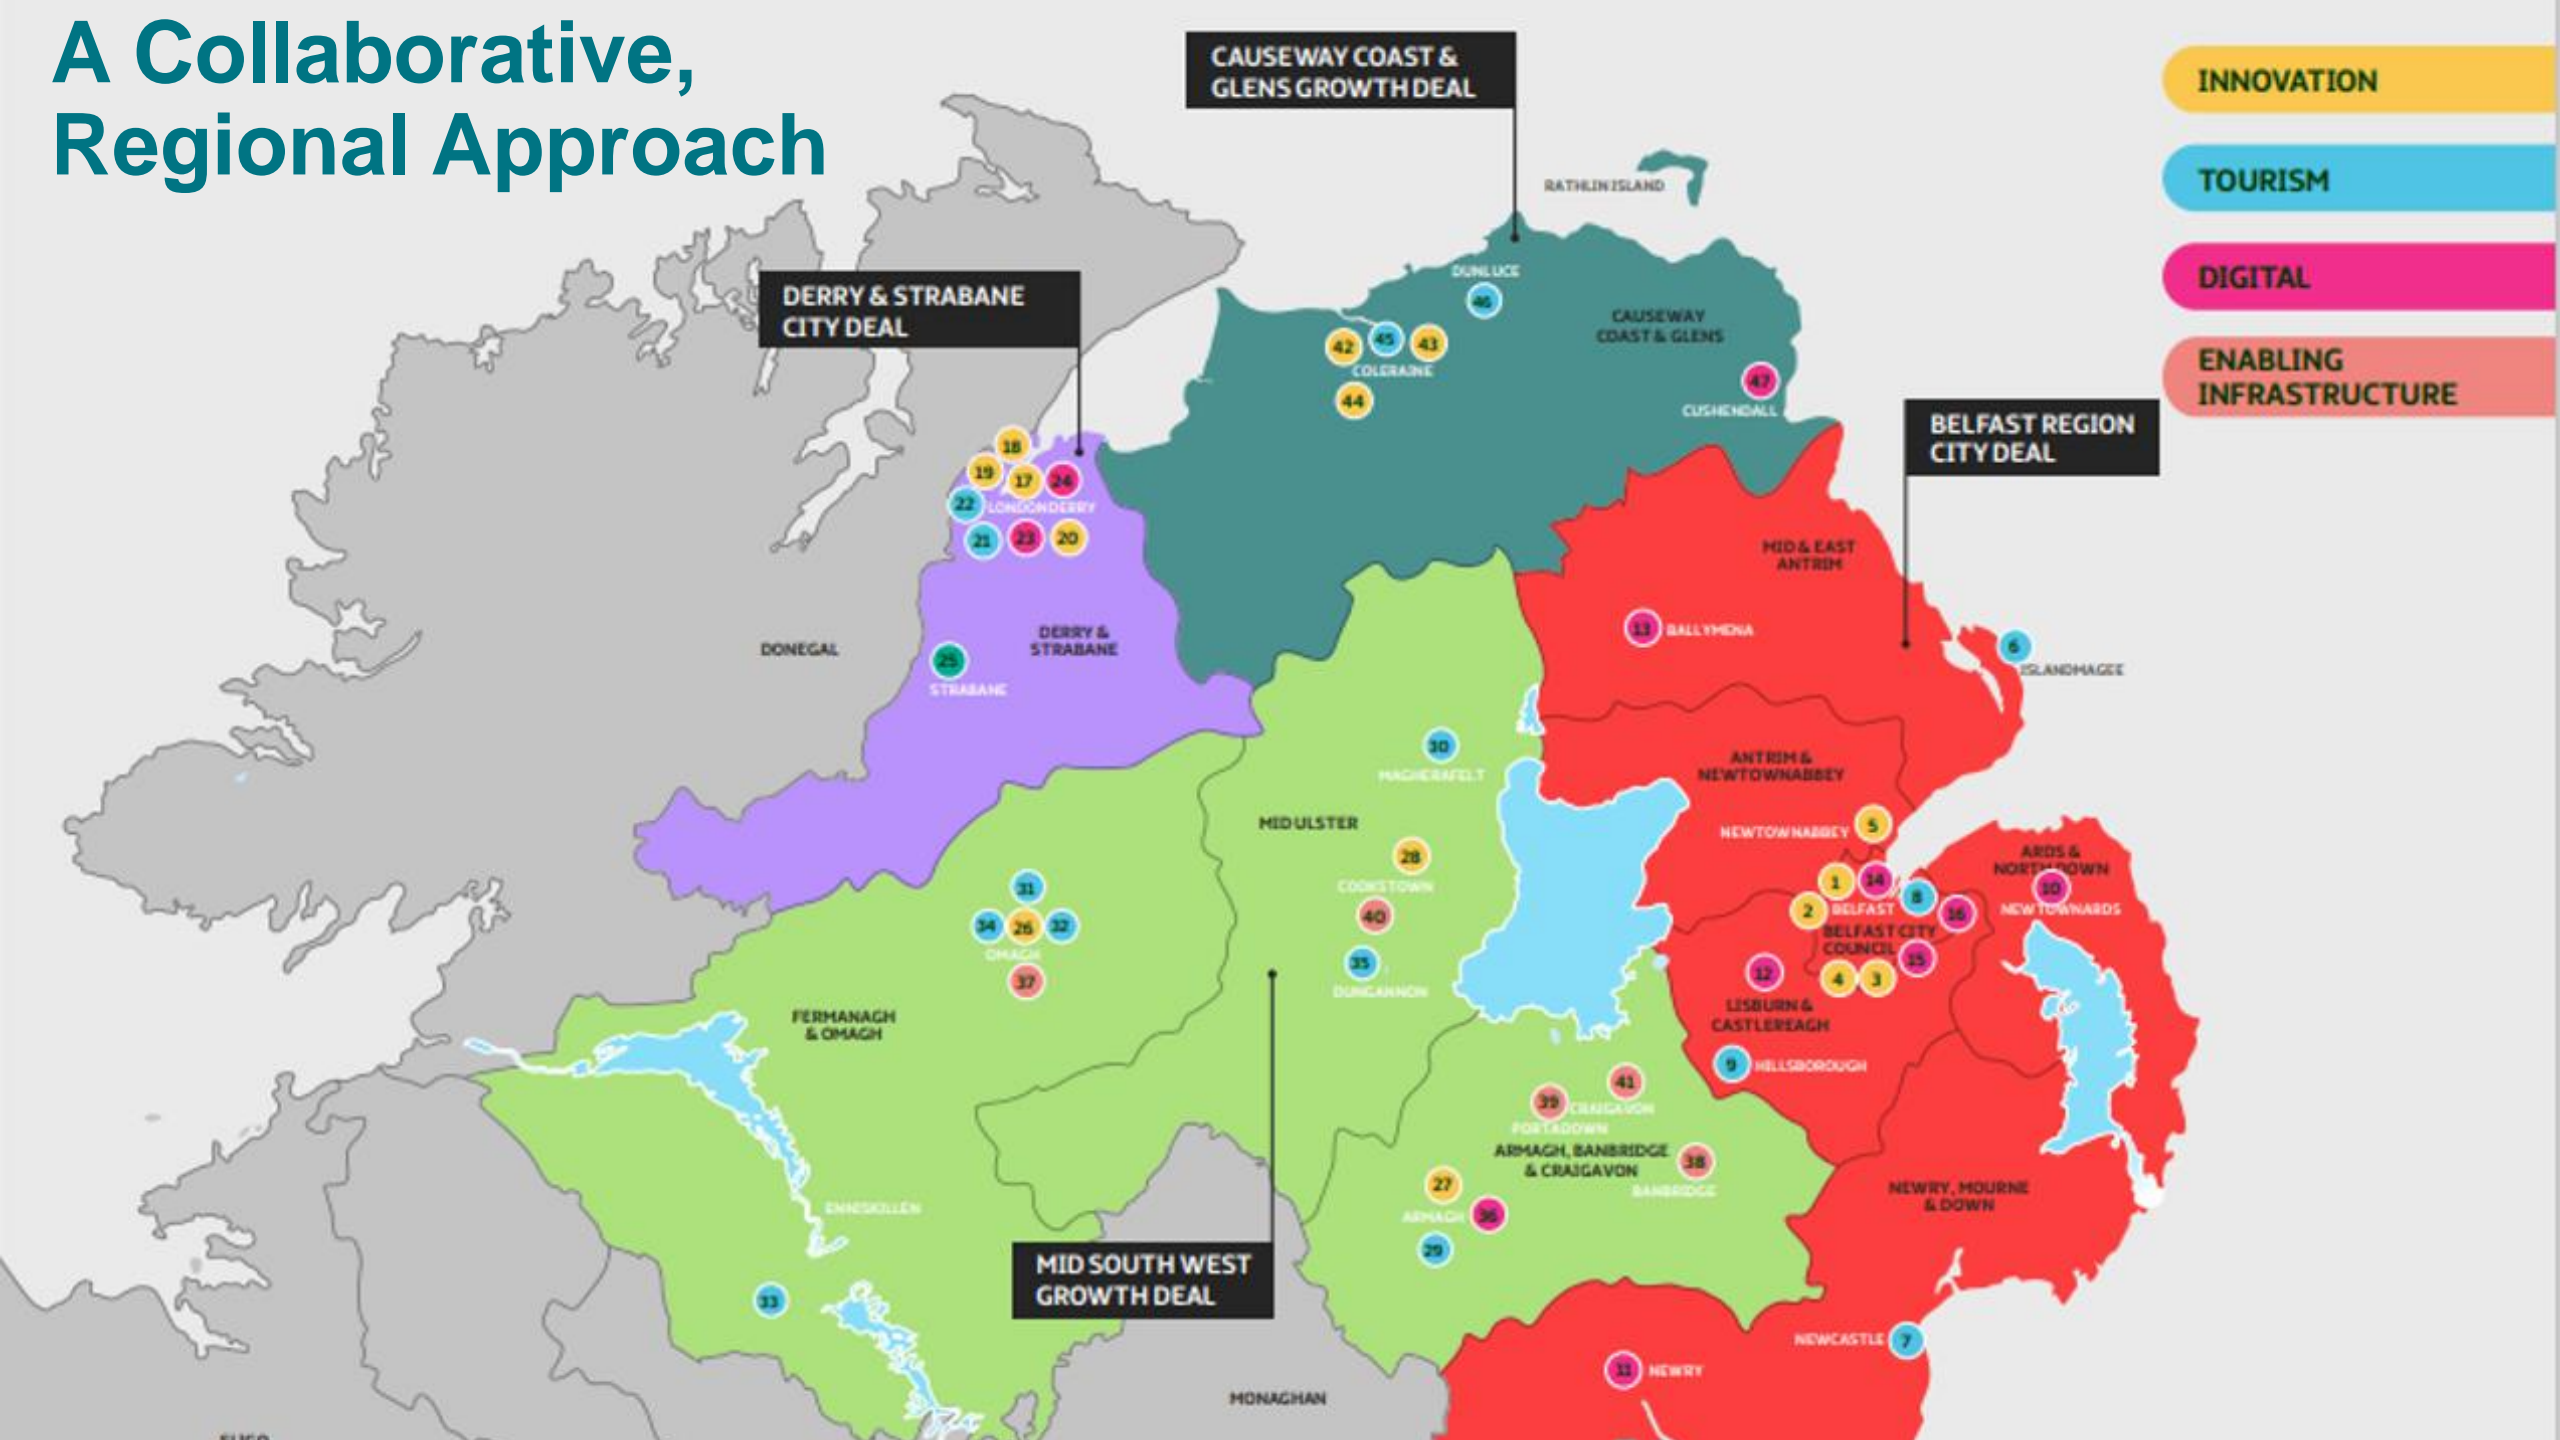 A Collaborative,
Regional Approach
CAUSEWAY COAST &
GLENS GROWTH DEAL
INNOVATION
TOURISM
DIGITAL
ENABLING
INFRASTRUCTURE
RATHLIN ISLAND
DERRY & STRABANE
CITY DEAL
DUNLUCE
46
CAUSEWAY
COAST & GLENS
42
45
43
COLERAINE
44
47
CUSHENDALL
BELFAST REGION
CITY DEAL
18
19
17
24
22
LONDONDERRY
21
23
20
MID & EAST
ANTRIM
13
BALLYMENA
6
ISLANDMAGEE
DONEGAL
DERRY &
STRABANE
25
STRABANE
30
MAGHERAFELT
ANTRIM &
NEWTOWNABBEY
MID ULSTER
NEWTOWNABBEY
5
28
COOKSTOWN
40
35
DUNGANNON
ARDS &
NORTH DOWN
10
NEWTOWNARDS
1
14
8
2
BELFAST
16
BELFAST CITY
COUNCIL
15
12
4
3
LISBURN &
CASTLEREAGH
9
HILLSBOROUGH
31
34
26
32
OMAGH
37
FERMANAGH
& OMAGH
41
39
CRAIGAVON
PORTADOWN
ARMAGH, BANBRIDGE
& CRAIGAVON
38
BANBRIDGE
27
ARMAGH
36
29
NEWRY, MOURNE
& DOWN
ENNISKILLEN
MID SOUTH WEST
GROWTH DEAL
33
NEWCASTLE
7
11
NEWRY
MONAGHAN